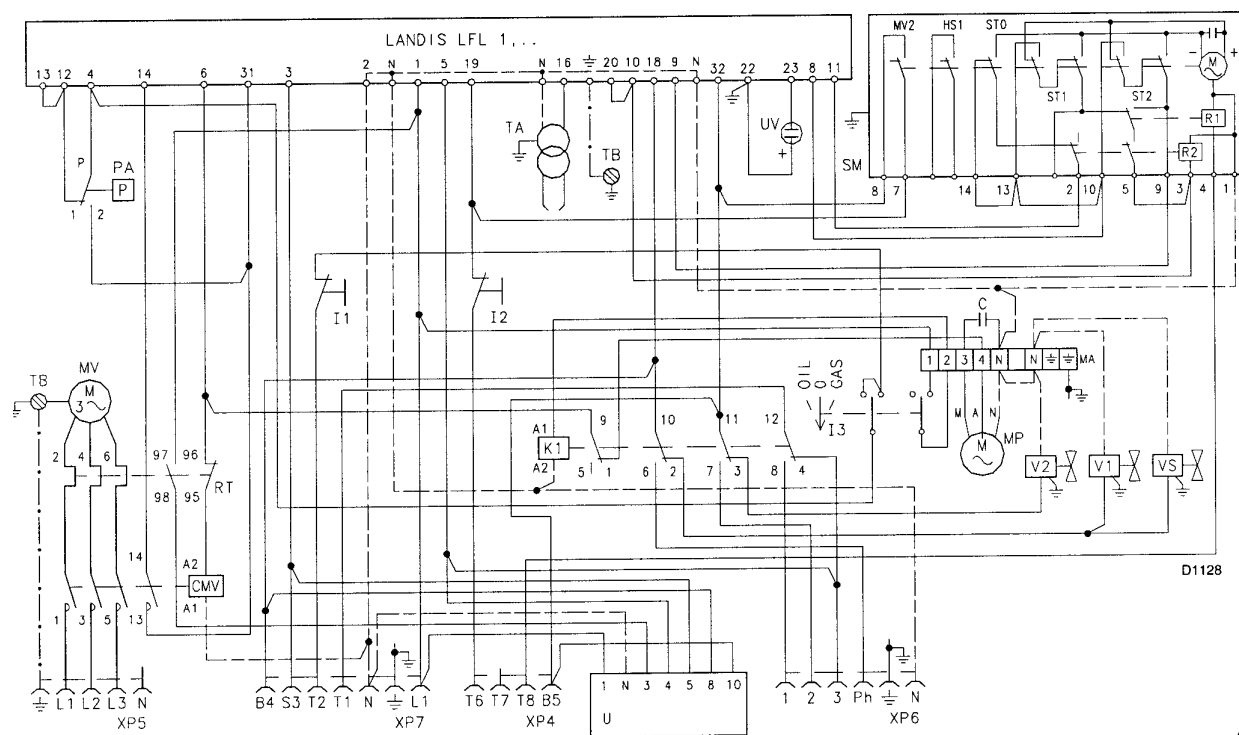 LANDIS LFL 1,...
13 12 4 14 6 31 3 2 N 1 5 19 N 16 20 10 18 9 N 32 22 23 8 11
MV2 HS1 ST0
- M +
ST1 ST2
R1
R2
SM
8 7 14 13 2 10 5 9 3 4 1
TA
TB
UV
+
P
PA
P
1 2
I1
I2
C
1 2 3 4 N N MA
OIL
O
GAS
I3
M A N
MP
M
TB
MV
M
3
2 4 6 97 96
98 95 RT
A1
K1
A2
9 10 11 12
5 1 6 2 7 3 8 4
V2 V1 VS
D1128
14
A2
CMV
A1
1 3 5 13
L1 L2 L3 N
XP5
B4 S3 T2 T1 N L1
XP7
T6 T7 T8 B5
XP4
1 N 3 4 5 8 10
U
1 2 3 Ph N
XP6